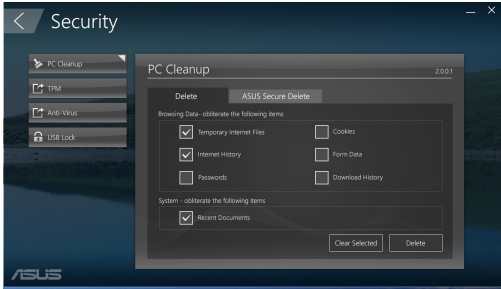 Security
PC Cleanup
TPM
Anti-Virus
USB Lock
PC Cleanup 2.0.0.1
Delete ASUS Secure Delete
Browsing Data- obliterate the following items
Temporary Internet Files Cookies
Internet History Form Data
Passwords Download History
System - obliterate the following items
Recent Documents
Clear Selected Delete
ASUS